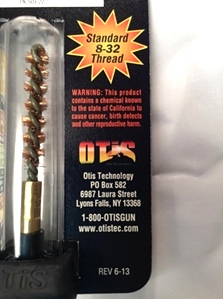 Standard
8-32
Thread
WARNING: This product
contains a chemical known
to the state of California to
cause cancer, birth defects
and other reproductive harm.
OTIS
Otis Technology
PO Box 582
6987 Laura Street
Lyons Falls, NY 13368
1-800-OTISGUN
www.otistec.com
REV 6-13
OTIS